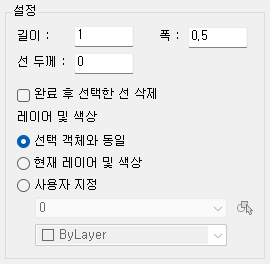 설정
길이 : 1 폭 : 0,5
선 두께 : 0
완료 후 선택한 선 삭제
레이어 및 색상
선택 객체와 동일
현재 레이어 및 색상
사용자 지정
0
ByLayer